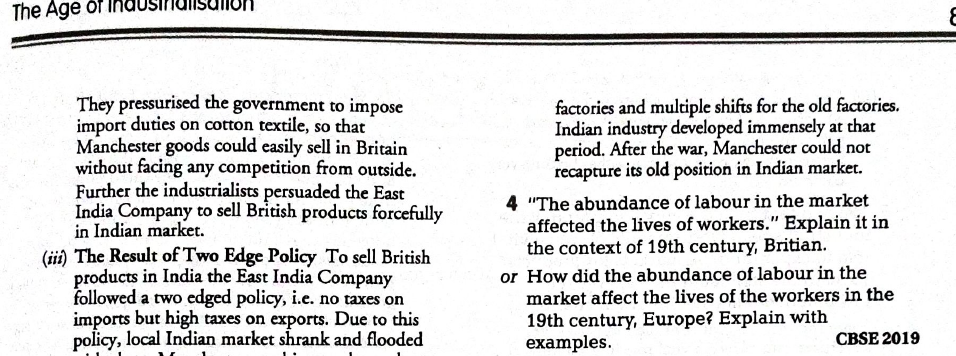 The Age of Industrialisation
8
They pressurised the government to impose
import duties on cotton textile, so that
Manchester goods could easily sell in Britain
without facing any competition from outside.
Further the industrialists persuaded the East
India Company to sell British products forcefully
in Indian market.
(iii) The Result of Two Edge Policy To sell British
products in India the East India Company
followed a two edged policy, i.e. no taxes on
imports but high taxes on exports. Due to this
policy, local Indian market shrank and flooded
factories and multiple shifts for the old factories.
Indian industry developed immensely at that
period. After the war, Manchester could not
recapture its old position in Indian market.
4 "The abundance of labour in the market
affected the lives of workers." Explain it in
the context of 19th century, Britian.
or How did the abundance of labour in the
market affect the lives of the workers in the
19th century, Europe? Explain with
examples. CBSE 2019